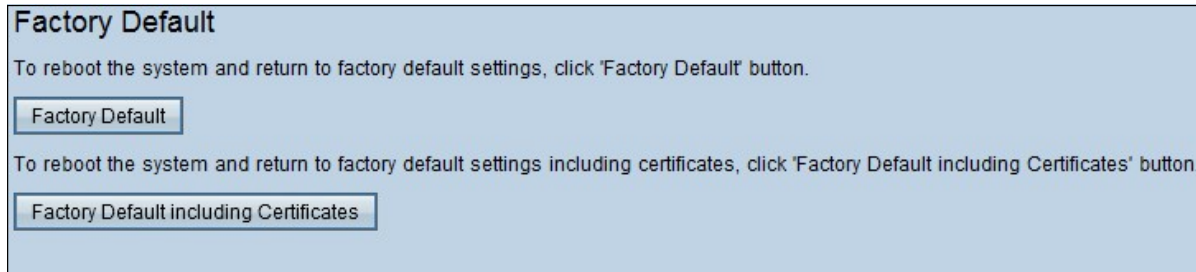 Factory Default
To reboot the system and return to factory default settings, click 'Factory Default' button.
Factory Default
To reboot the system and return to factory default settings including certificates, click 'Factory Default including Certificates' button
Factory Default including Certificates